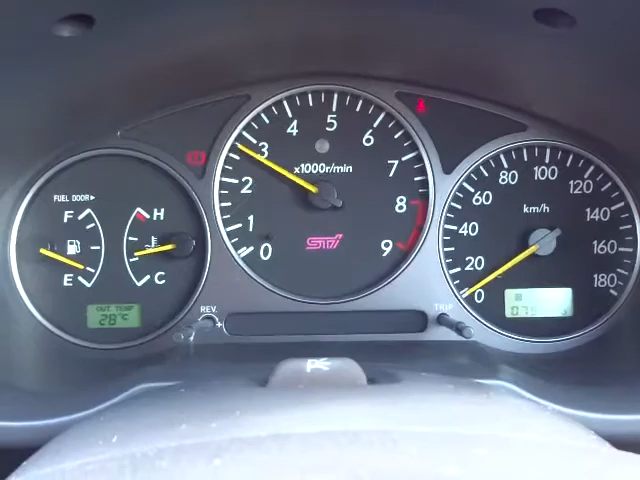 FUEL DOOR▶
F
E
H
C
OUT TEMP
28°C
0
1
2
3
4
5
6
7
8
9
x1000r/min
STI
REV.
+
TRIP
0
20
40
60
80
100
120
140
160
180
km/h